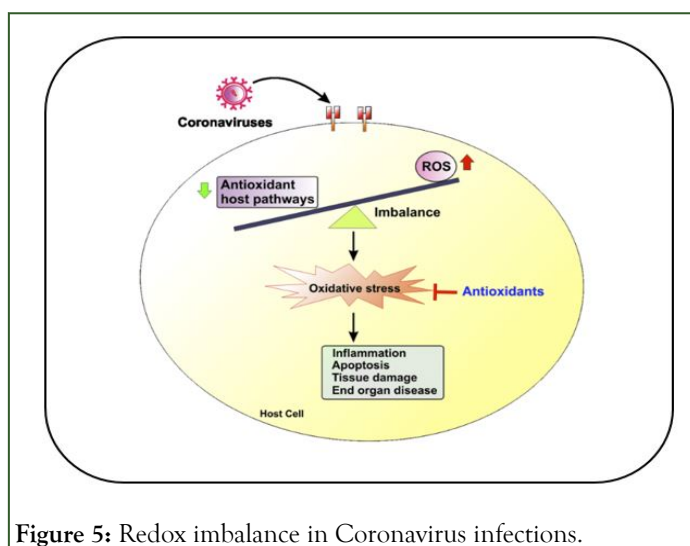 Coronaviruses
ROS
Antioxidant
host pathways
Imbalance
Oxidative stress
Antioxidants
Inflammation
Apoptosis
Tissue damage
End organ disease
Host Cell
Figure 5: Redox imbalance in Coronavirus infections.